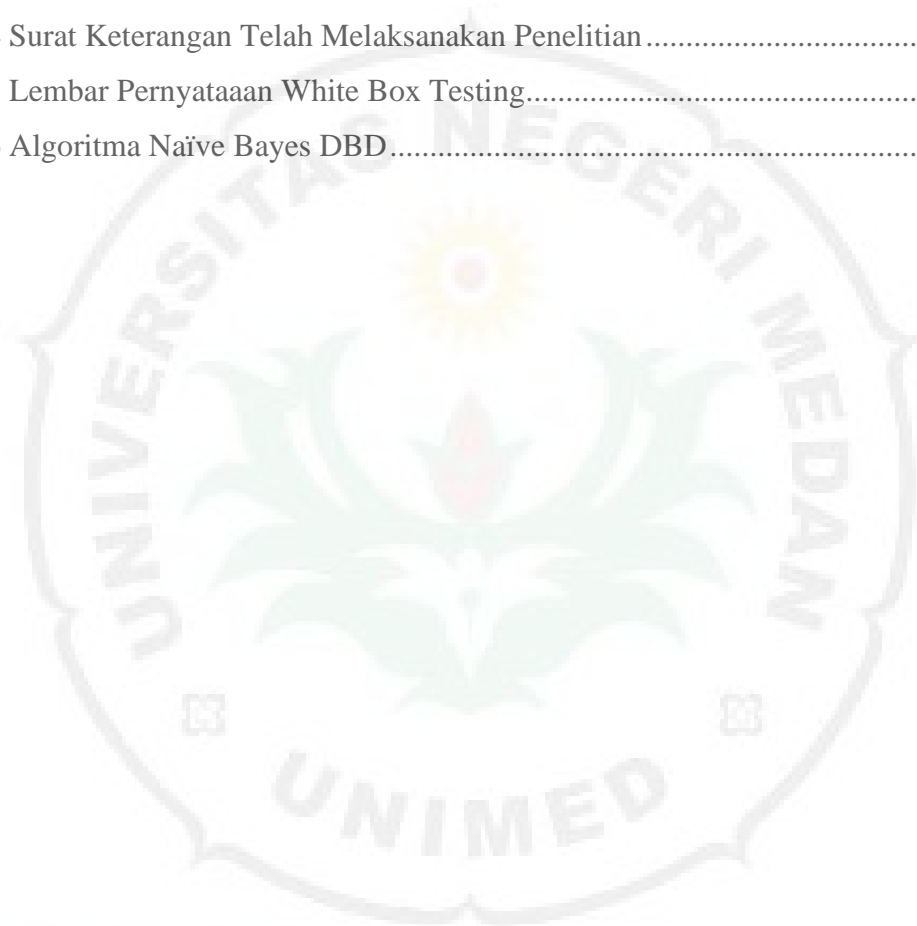 Surat Keterangan Telah Melaksanakan Penelitian..................................
Lembar Pernyataaan White Box Testing.................................................
Algoritma Naïve Bayes DBD..................................................................
UNIVERSITAS NEGERI MEDAN
UNIMED